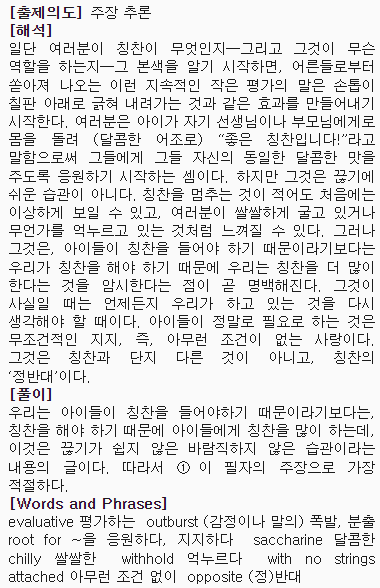 [출제의도] 주장 추론
[해석]
일단 여러분이 칭찬이 무엇인지―그리고 그것이 무슨
역할을 하는지―그 본색을 알기 시작하면, 어른들로부터
쏟아져 나오는 이런 지속적인 작은 평가의 말은 손톱이
칠판 아래로 긁혀 내려가는 것과 같은 효과를 만들어내기
시작한다. 여러분은 아이가 자기 선생님이나 부모님에게로
몸을 돌려 (달콤한 어조로) “좋은 칭찬입니다!”라고
말함으로써 그들에게 그들 자신의 동일한 달콤한 맛을
주도록 응원하기 시작하는 셈이다. 하지만 그것은 끊기에
쉬운 습관이 아니다. 칭찬을 멈추는 것이 적어도 처음에는
이상하게 보일 수 있고, 여러분이 쌀쌀하게 굴고 있거나
무언가를 억누르고 있는 것처럼 느껴질 수 있다. 그러나
그것은, 아이들이 칭찬을 들어야 하기 때문이라기보다는
우리가 칭찬을 해야 하기 때문에 우리는 칭찬을 더 많이
한다는 것을 암시한다는 점이 곧 명백해진다. 그것이
사실일 때는 언제든지 우리가 하고 있는 것을 다시
생각해야 할 때이다. 아이들이 정말로 필요로 하는 것은
무조건적인 지지, 즉, 아무런 조건이 없는 사랑이다.
그것은 칭찬과 단지 다른 것이 아니고, 칭찬의
‘정반대’이다.
[풀이]
우리는 아이들이 칭찬을 들어야하기 때문이라기보다는,
칭찬을 해야 하기 때문에 아이들에게 칭찬을 많이 하는데,
이것은 끊기가 쉽지 않은 바람직하지 않은 습관이라는
내용의 글이다. 따라서 ①이 필자의 주장으로 가장
적절하다.
[Words and Phrases]
evaluative 평가하는 outburst (감정이나 말의) 폭발, 분출
root for ~을 응원하다, 지지하다 saccharine 달콤한
chilly 쌀쌀한 withhold 억누르다 with no strings
attached 아무런 조건 없이 opposite (정)반대